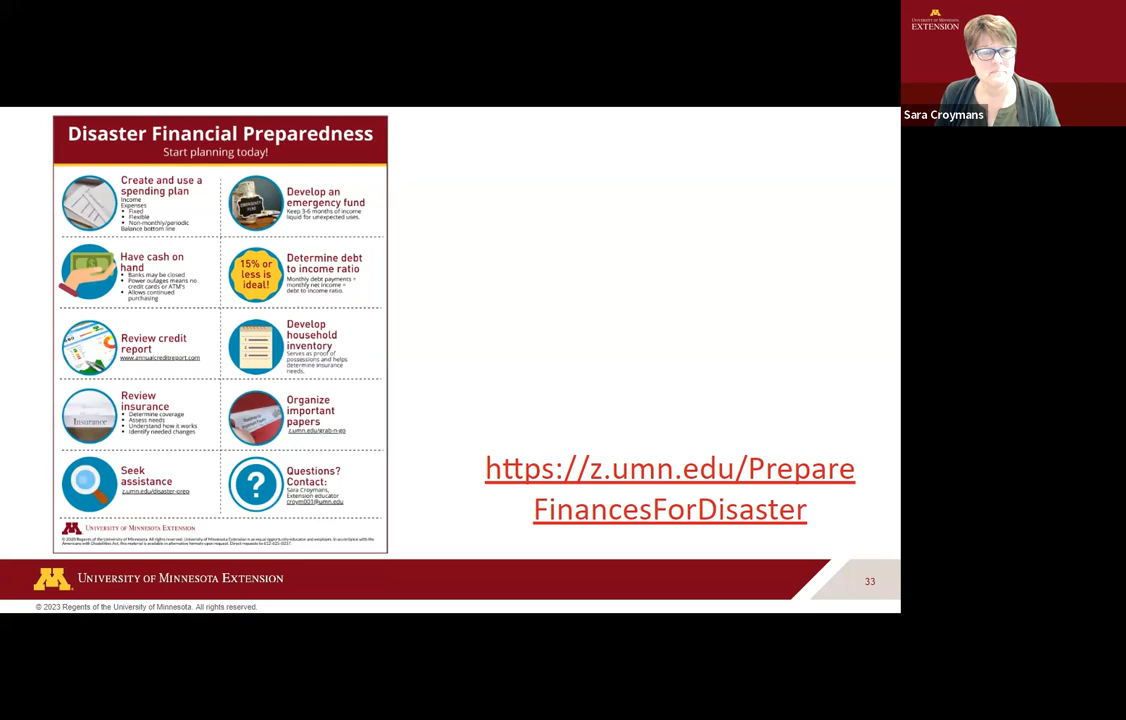 UNIVERSITY OF MINNESOTA
EXTENSION
Sara Croymans
Disaster Financial Preparedness
Start planning today!
Create and use a
spending plan
Income
Expenses
• Fixed
• Flexible
• Non-monthly/periodic
Balance bottom line
Develop an
emergency fund
Keep 3-6 months of income
liquid for unexpected uses.
EMERGENCY
FUND
Have cash on
hand
• Banks may be closed
• Power outages means no
credit cards or ATM's
• Allows continued
purchasing
15% or
less is
ideal!
Determine debt
to income ratio
Monthly debt payments ÷
monthly net income =
debt to income ratio.
Review credit
report
www.annualcreditreport.com
Develop
household
inventory
Serves as proof of
possessions and helps
determine insurance
needs.
Insurance
Review
insurance
• Determine coverage
• Assess needs
• Understand how it works
• Identify needed changes
Organize
important
papers
z.umn.edu/grab-n-go
Seek
assistance
z.umn.edu/disaster-prep
?
Questions?
Contact:
Sara Croymans,
Extension educator
croym001@umn.edu
UNIVERSITY OF MINNESOTA EXTENSION
© 2020 Regents of the University of Minnesota. All rights reserved. University of Minnesota Extension is an equal opportunity educator and employer. In accordance with the
Americans with Disabilities Act, this material is available in alternative formats upon request. Direct requests to 612-625-0257.
https://z.umn.edu/Prepare
FinancesForDisaster
UNIVERSITY OF MINNESOTA EXTENSION
33
© 2023 Regents of the University of Minnesota. All rights reserved.